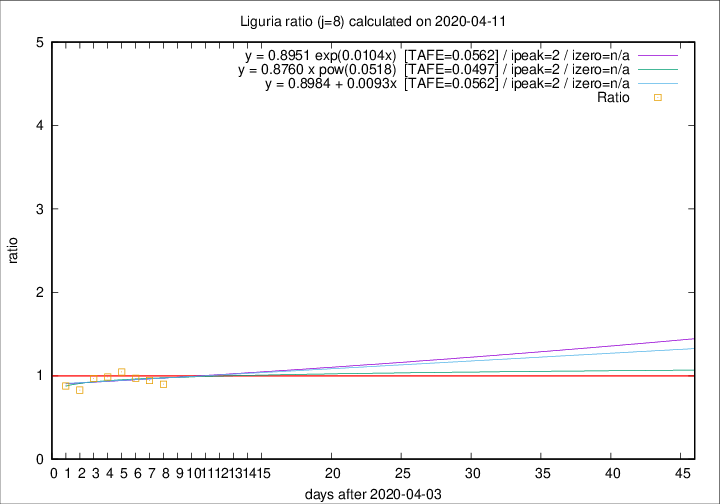 Liguria ratio (j=8) calculated on 2020-04-11
y = 0.8951 exp(0.0104x) [TAFE=0.0562] / ipeak=2 / izero=n/a
y = 0.8760 x pow(0.0518) [TAFE=0.0497] / ipeak=2 / izero=n/a
y = 0.8984 + 0.0093x [TAFE=0.0562] / ipeak=2 / izero=n/a
Ratio
5
4
3
2
1
0
ratio
0 1 2 3 4 5 6 7 8 9 10 11 12 13 14 15 20 25 30 35 40 45
days after 2020-04-03